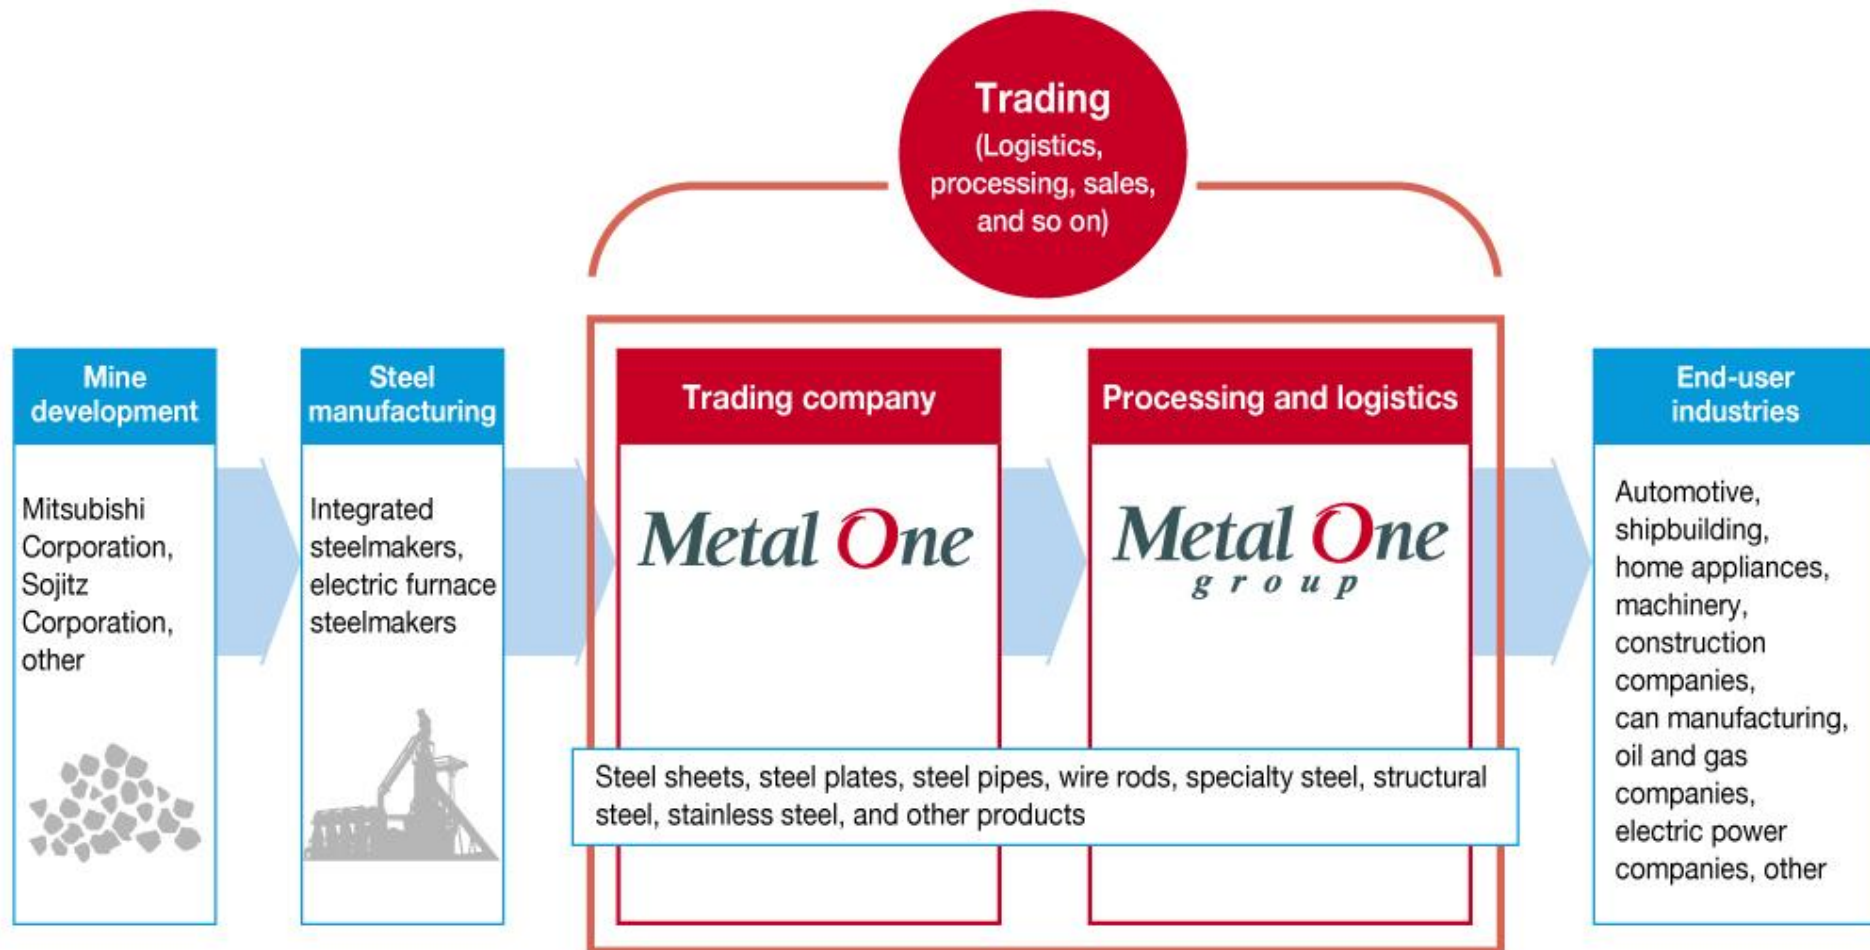 Trading
(Logistics,
processing, sales,
and so on)
Mine
development
Mitsubishi
Corporation,
Sojitz
Corporation,
other
Steel
manufacturing
Integrated
steelmakers,
electric furnace
steelmakers
Trading company
Metal One
Processing and logistics
Metal One
group
Steel sheets, steel plates, steel pipes, wire rods, specialty steel, structural
steel, stainless steel, and other products
End-user
industries
Automotive,
shipbuilding,
home appliances,
machinery,
construction
companies,
can manufacturing,
oil and gas
companies,
electric power
companies, other